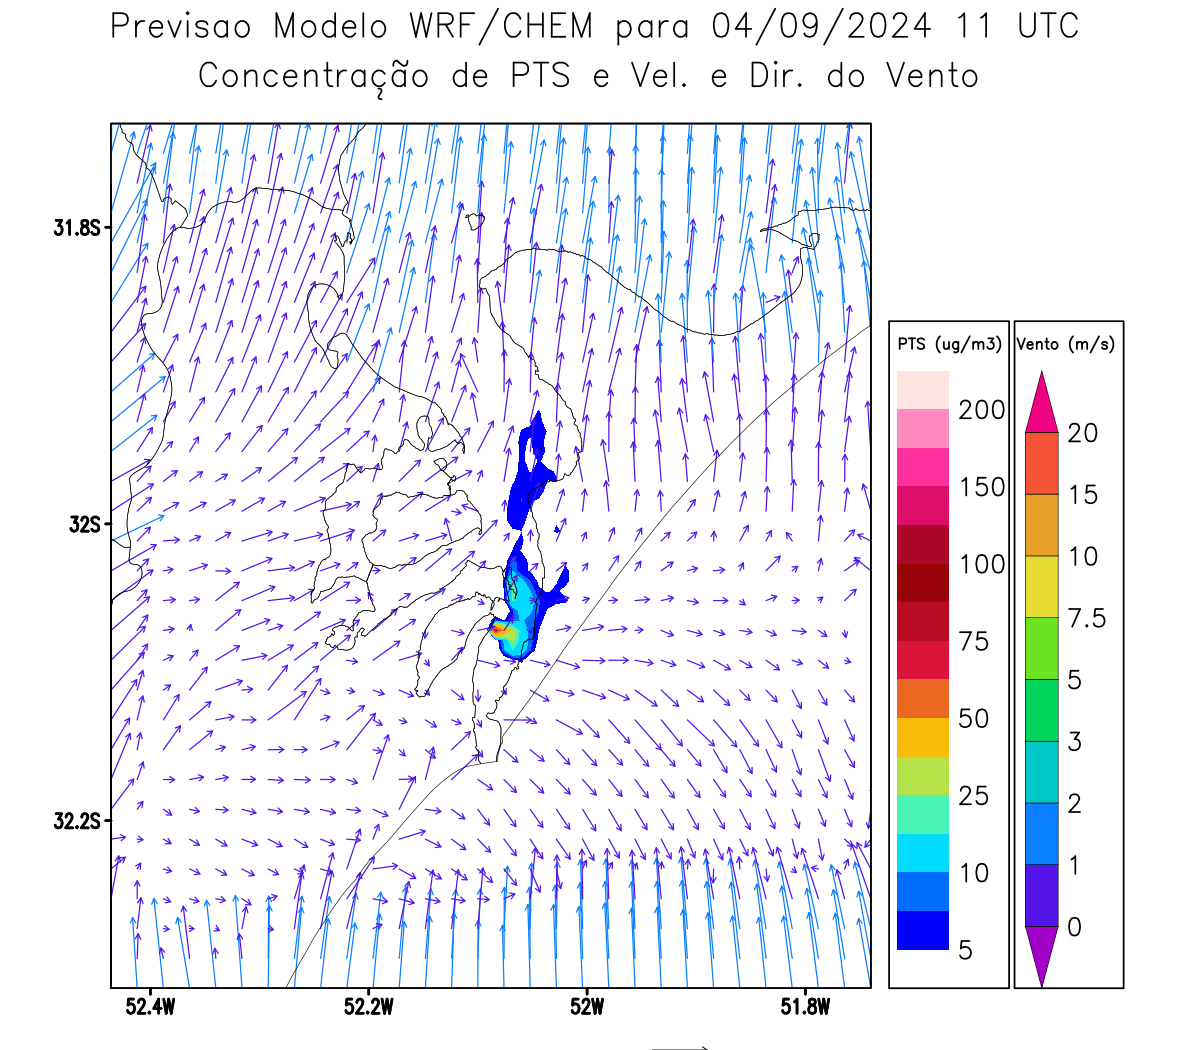 Previsao Modelo WRF/CHEM para 04/09/2024 11 UTC
Concentração de PTS e Vel. e Dir. do Vento
31.8S
32S
32.2S
52.4W
52.2W
52W
51.8W
PTS (ug/m3)
200
150
100
75
50
25
10
5
Vento (m/s)
20
15
10
7.5
5
3
2
1
0